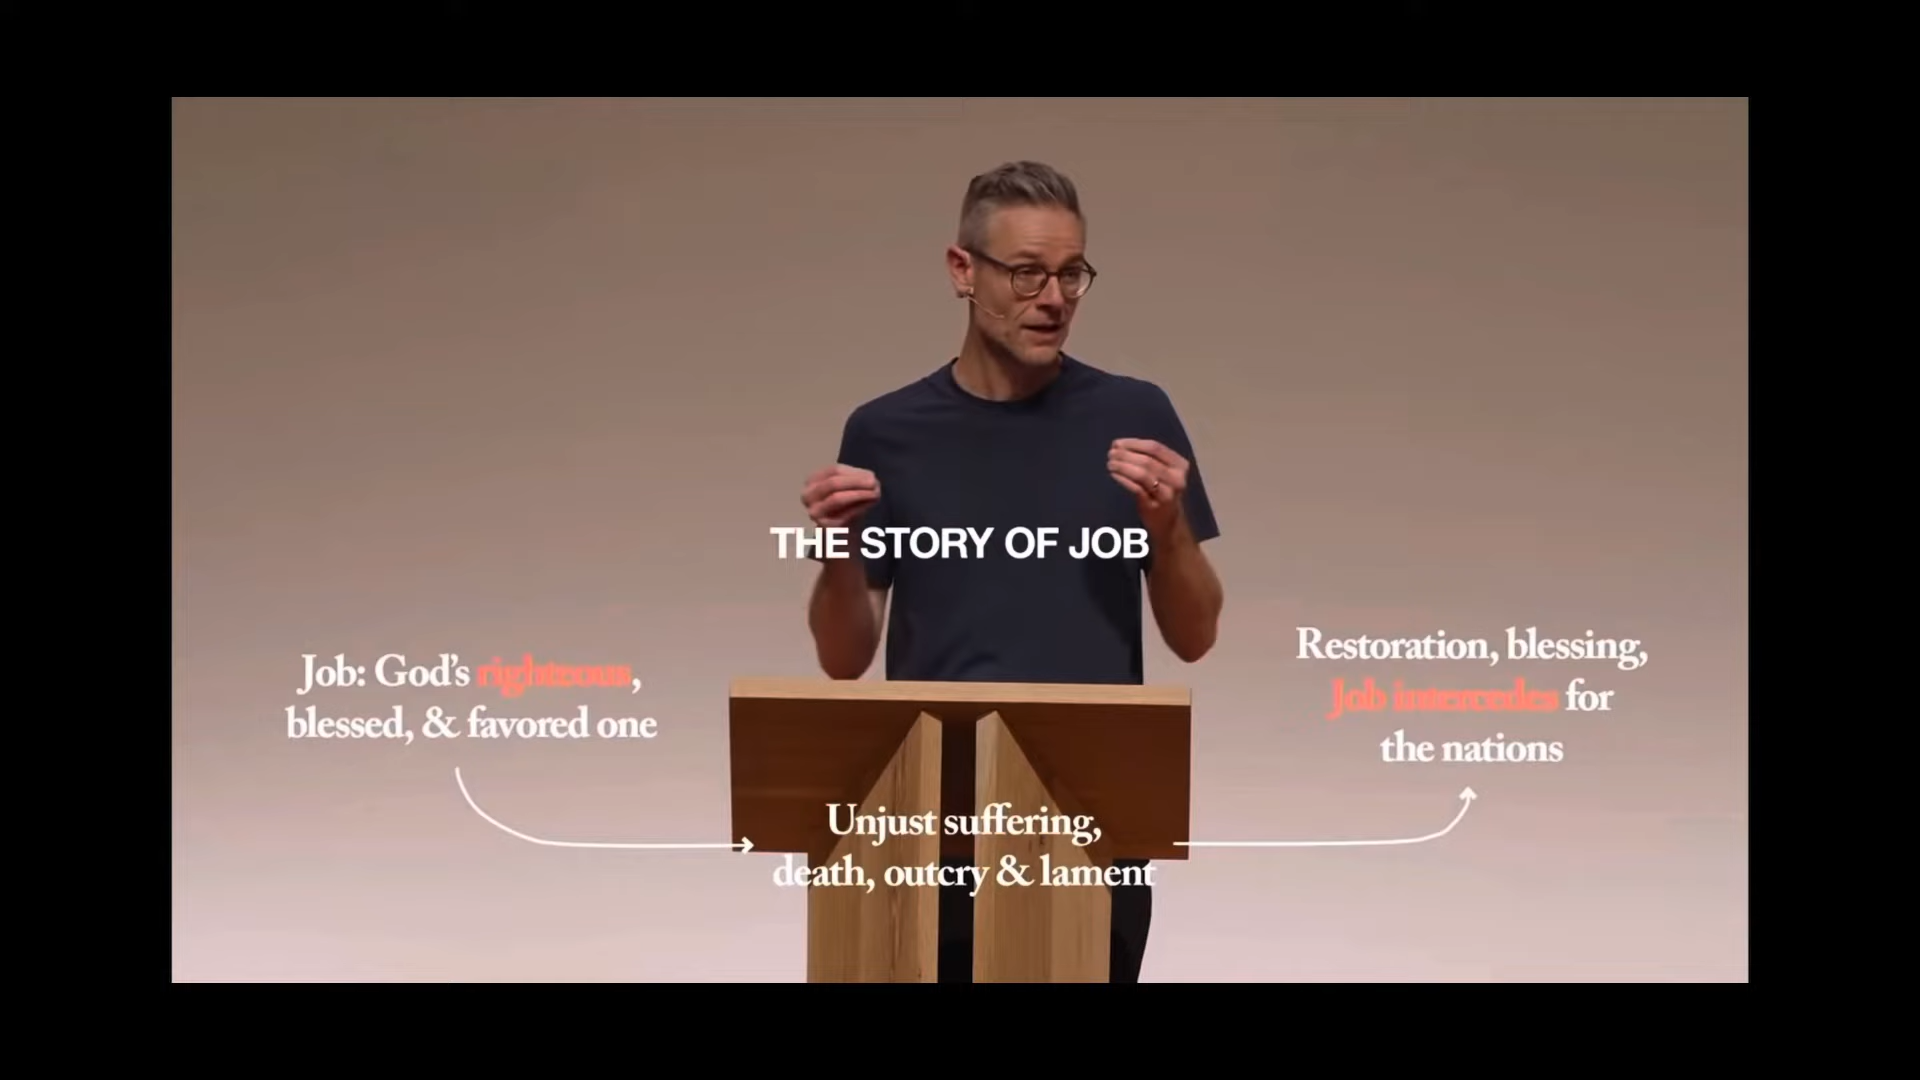 THE STORY OF JOB
Job: God's righteous,
blessed, & favored one
Unjust suffering,
death, outcry & lament
Restoration, blessing,
Job intercedes for
the nations